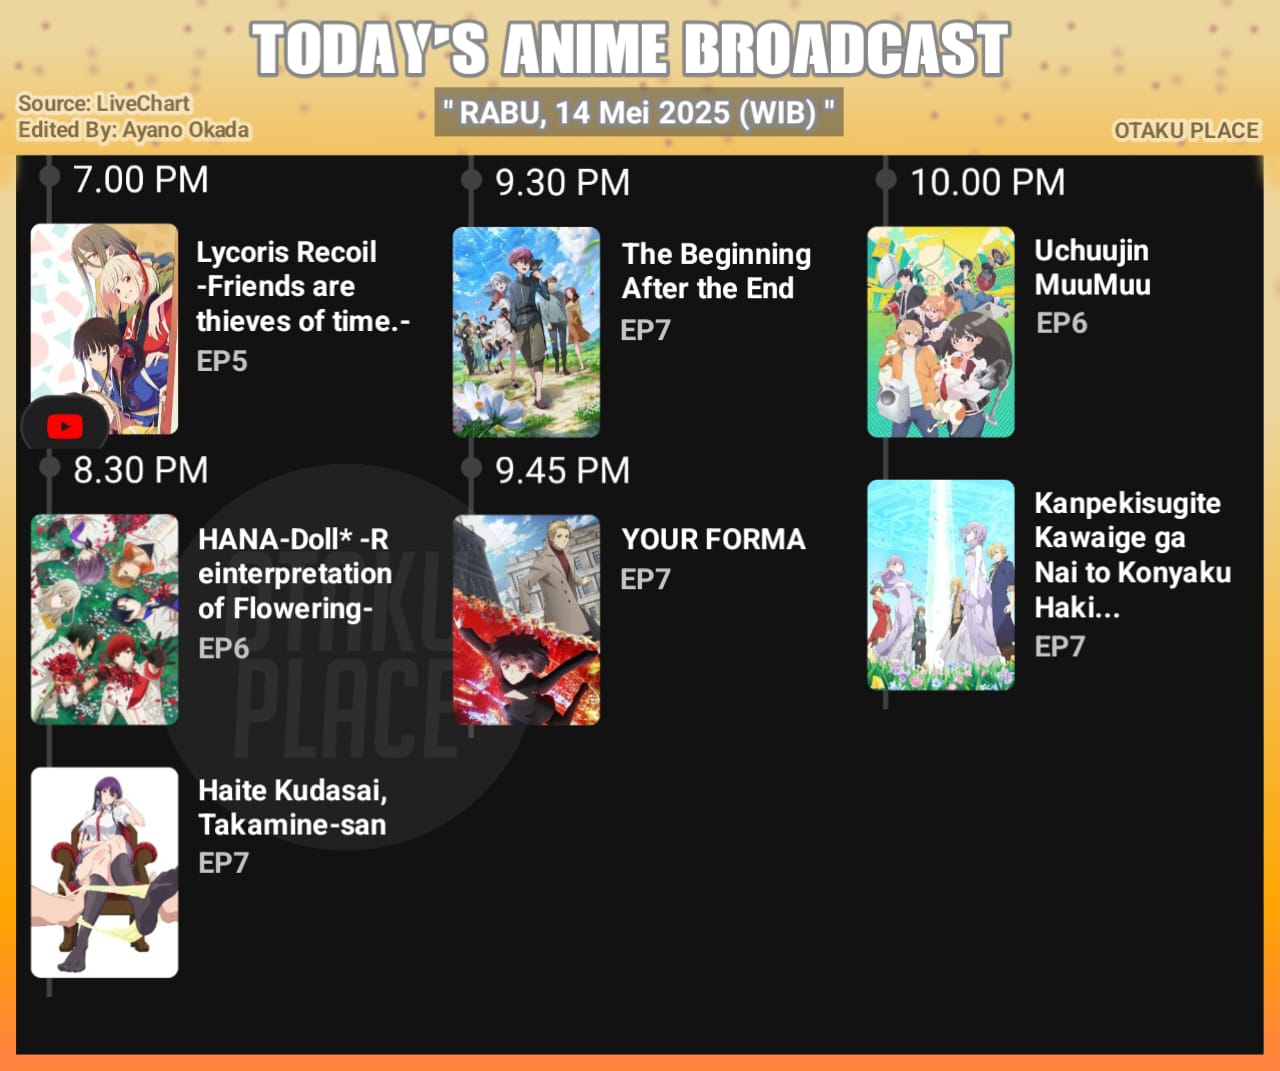 TODAY'S ANIME BROADCAST
Source: LiveChart
Edited By: Ayano Okada
" RABU, 14 Mei 2025 (WIB) "
OTAKU PLACE
7.00 PM
Lycoris Recoil
-Friends are
thieves of time.-
EP5
8.30 PM
HANA-Doll* -R
einterpretation
of Flowering-
EP6
Haite Kudasai,
Takamine-san
EP7
9.30 PM
The Beginning
After the End
EP7
9.45 PM
YOUR FORMA
EP7
10.00 PM
Uchuujin
MuuMuu
EP6
Kanpekisugite
Kawaige ga
Nai to Konyaku
Haki...
EP7
OTAKU
PLACE